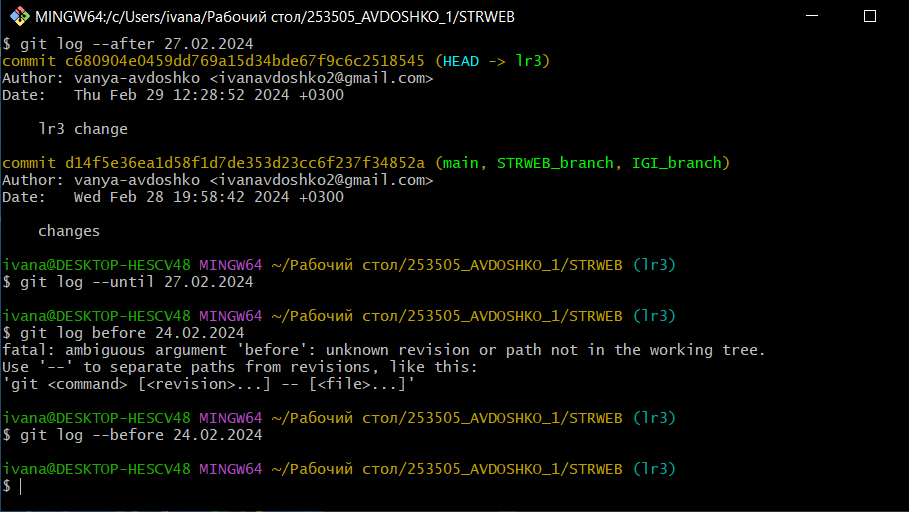 MINGW64:/c/Users/ivana/Рабочий стол/253505_AVDOSHKO_1/STRWEB
$ git log --after 27.02.2024
commit c680904e0459dd769a15d34bde67f9c6c2518545 (HEAD -> lr3)
Author: vanya-avdoshko <ivanavdoshko2@gmail.com>
Date:   Thu Feb 29 12:28:52 2024 +0300
    lr3 change
commit d14f5e36ea1d58f1d7de353d23cc6f237f34852a (main, STRWEB_branch, IGI_branch)
Author: vanya-avdoshko <ivanavdoshko2@gmail.com>
Date:   Wed Feb 28 19:58:42 2024 +0300
    changes
ivana@DESKTOP-HESCV48 MINGW64 ~/Рабочий стол/253505_AVDOSHKO_1/STRWEB (lr3)
$ git log --until 27.02.2024
ivana@DESKTOP-HESCV48 MINGW64 ~/Рабочий стол/253505_AVDOSHKO_1/STRWEB (lr3)
$ git log before 24.02.2024
fatal: ambiguous argument 'before': unknown revision or path not in the working tree.
Use '--' to separate paths from revisions, like this:
'git <command> [<revision>...] -- [<file>...]'
ivana@DESKTOP-HESCV48 MINGW64 ~/Рабочий стол/253505_AVDOSHKO_1/STRWEB (lr3)
$ git log --before 24.02.2024
ivana@DESKTOP-HESCV48 MINGW64 ~/Рабочий стол/253505_AVDOSHKO_1/STRWEB (lr3)
$